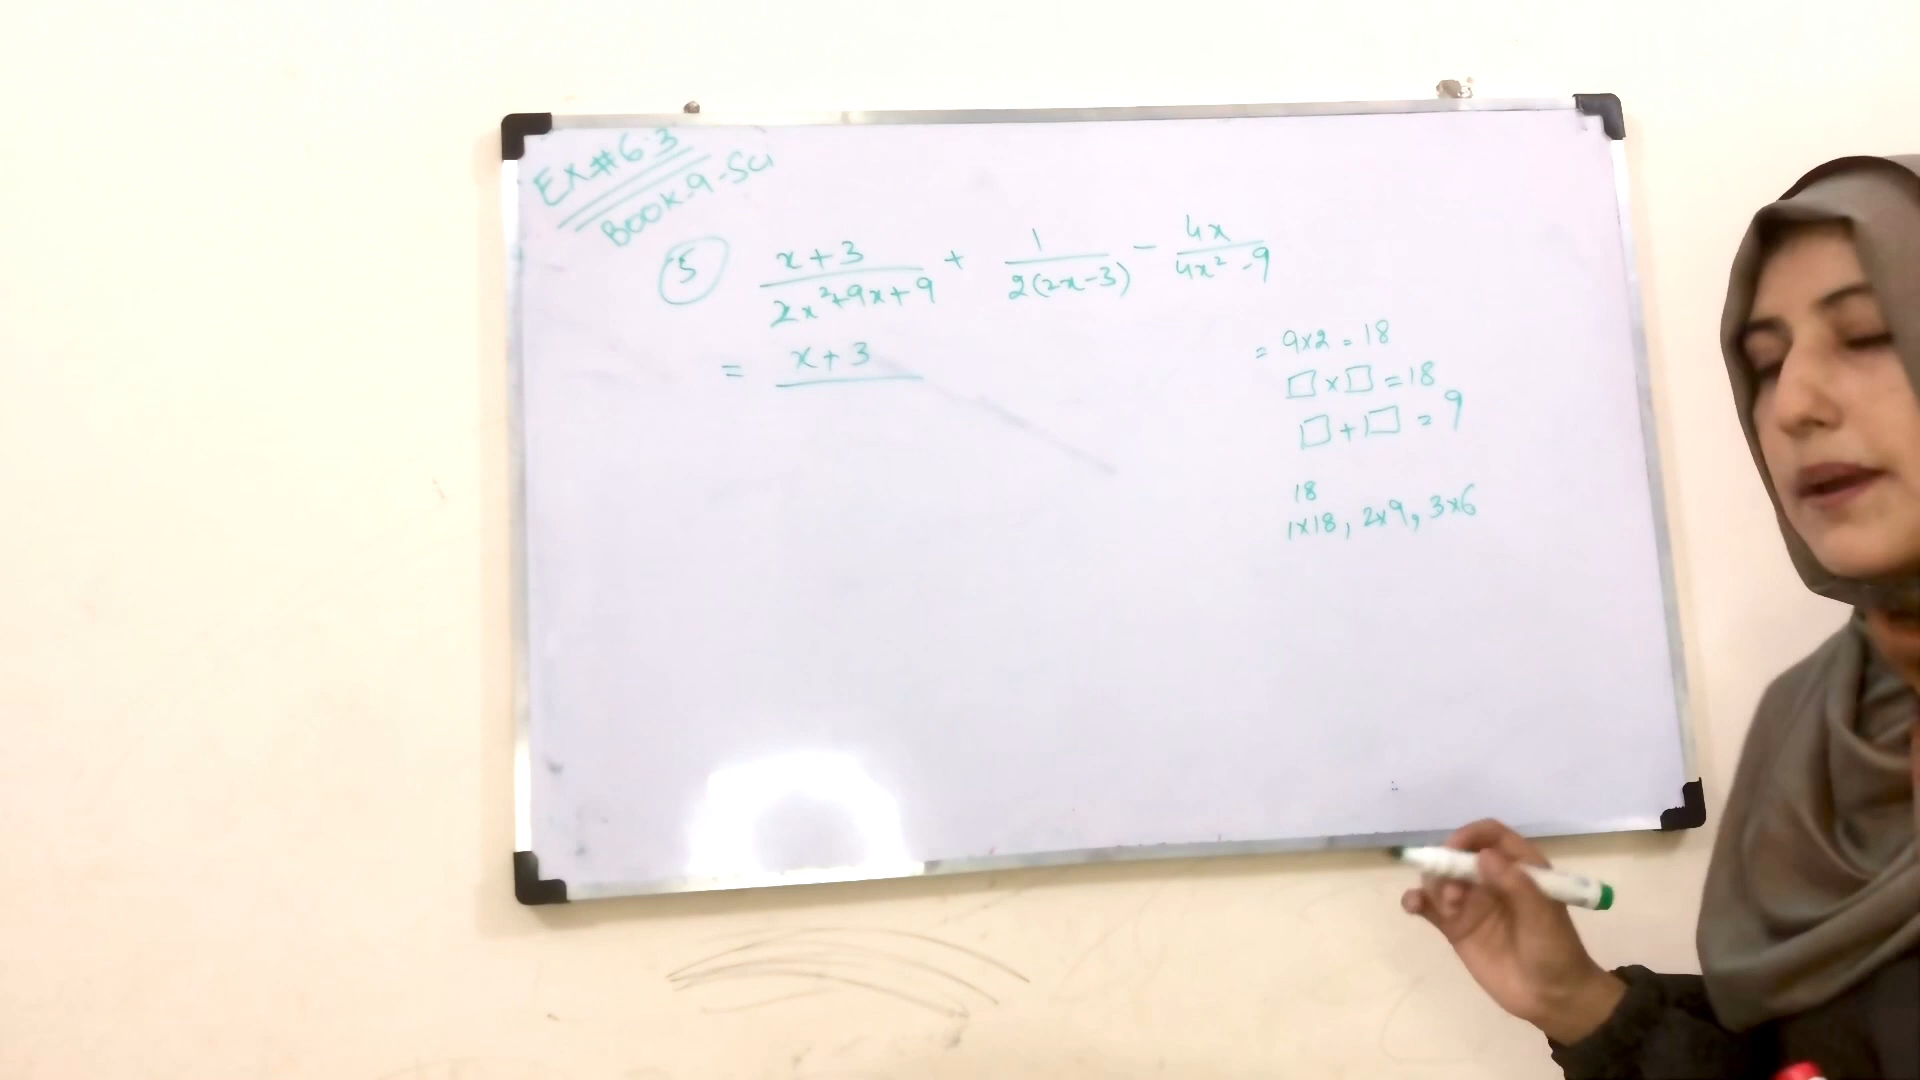 EX#6.3
BOOK-9-Sci
5 x+3/2x²+9x+9 + 1/2(2x-3) - 4x/4x²-9
= x+3
= 9x2=18
□x□=18
□+□=9
18
1x18, 2x9, 3x6